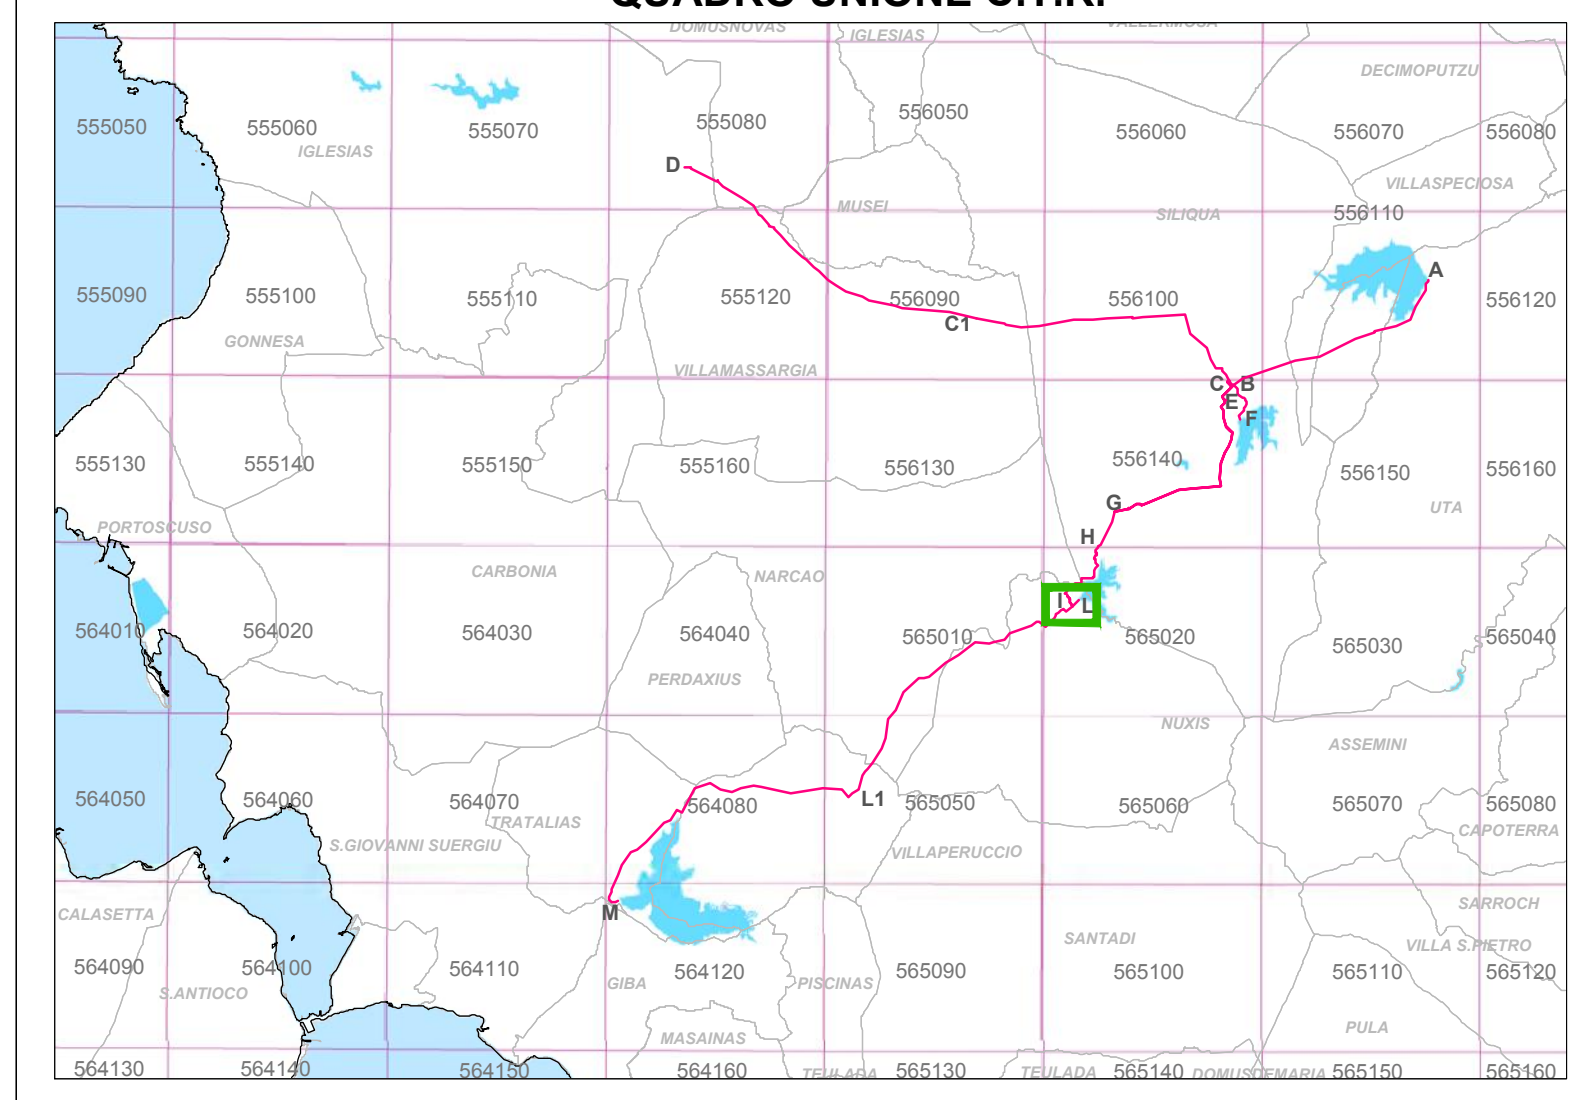 QUADRO UNIONE C.T.R.
DOMUSNOVAS
IGLESIAS
VALLERMOSA
DECIMOPUTZU
555050
555060
555070
555080
556050
556060
556070
556080
IGLESIAS
D
MUSEI
SILIQUA
VILLASPECIOSA
556110
A
555090
555100
555110
555120
556090
556100
556120
C1
GONNESA
VILLAMASSARGIA
C
B
E
F
555130
555140
555150
555160
556130
556140
556150
556160
G
UTA
PORTOSCUSO
H
CARBONIA
NARCAO
I
L
564010
564020
564030
564040
565010
565020
565030
565040
PERDAXIUS
NUXIS
ASSEMINI
564050
564060
564070
564080
L1
565050
565060
565070
565080
TRATALIAS
CAPOTERRA
S.GIOVANNI SUERGIU
VILLAPERUCCIO
M
CALASETTA
SARROCH
SANTADI
VILLA S.PIETRO
564090
564100
564110
564120
565090
565100
565110
565120
S.ANTIOCO
GIBA
PISCINAS
MASAINAS
PULA
564130
564140
564150
564160
TEULADA
565130
TEULADA
565140
DOMUSDEMARIA
565150
565160